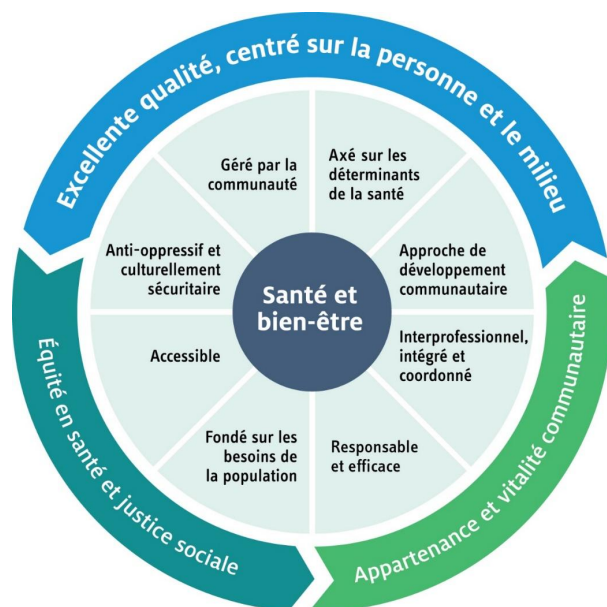 Excellente qualité, centré sur la personne et le milieu
Géré par la
communauté
Axé sur les
déterminants
de la santé
Anti-oppressif et
culturellement
sécuritaire
Approche de
développement
communautaire
Santé et
bien-être
Accessible
Interprofessionnel,
intégré et
coordonné
Fondé sur les
besoins de
la population
Responsable
et efficace
Équité en santé et justice sociale
Appartenance et vitalité communautaire